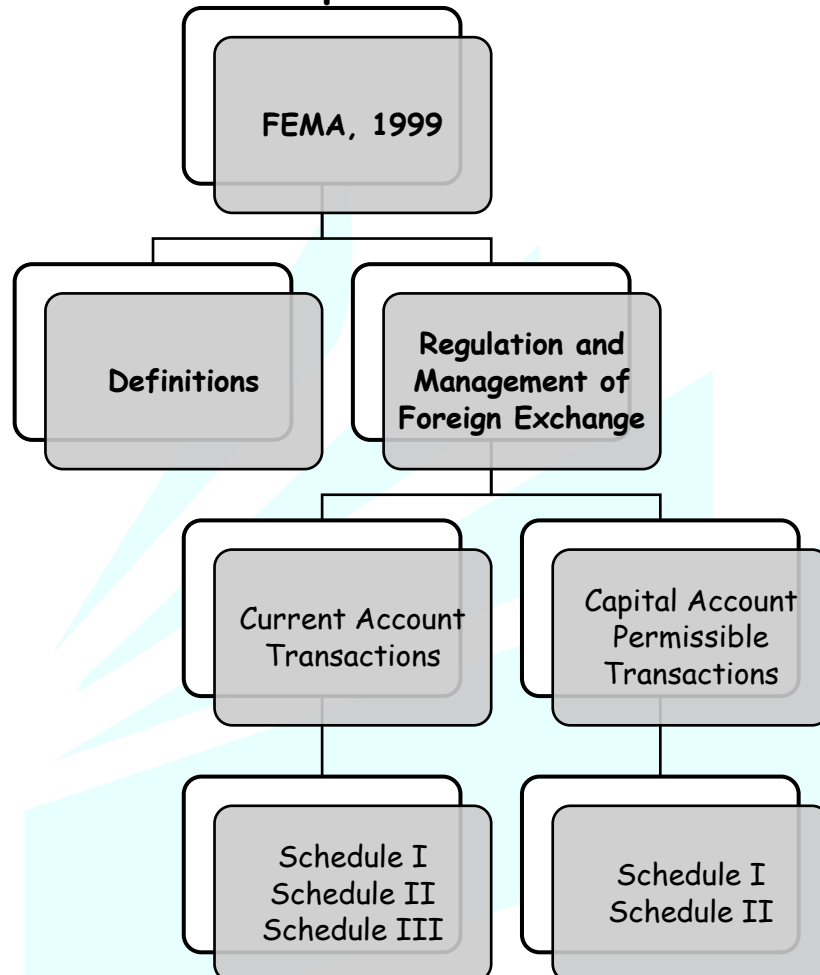 FEMA, 1999
Definitions
Regulation and
Management of
Foreign Exchange
Current Account
Transactions
Capital Account
Permissible
Transactions
Schedule I
Schedule II
Schedule III
Schedule I
Schedule II